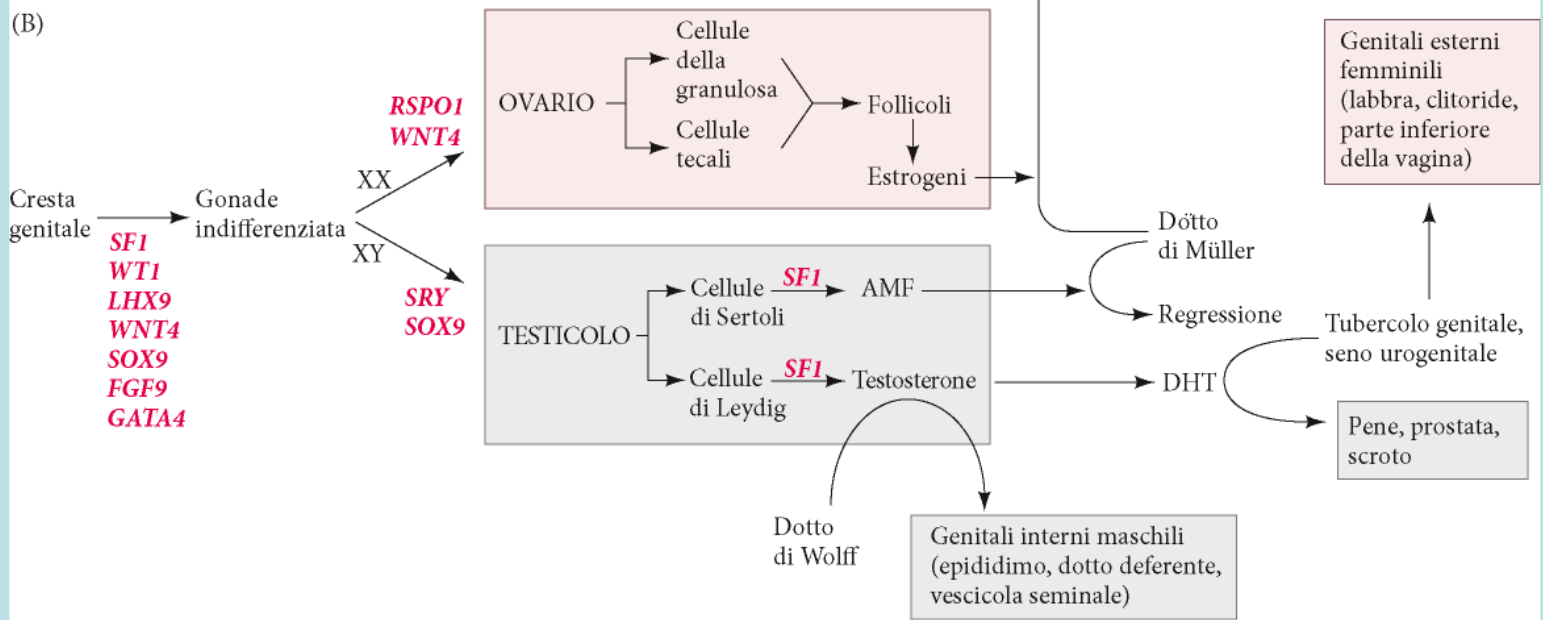 (B)
Cresta
genitale
SF1
WT1
LHX9
WNT4
SOX9
FGF9
GATA4
Gonade
indifferenziata
XX
XY
RSPO1
WNT4
SRY
SOX9
OVARIO
Cellule
della
granulosa
Cellule
tecali
Follicoli
Estrogeni
TESTICOLO
Cellule
di Sertoli
SF1
AMF
Cellule
di Leydig
SF1
Testosterone
Dotto
di Wolff
Genitali interni maschili
(epididimo, dotto deferente,
vescicola seminale)
Dotto
di Müller
Regressione
DHT
Genitali esterni
femminili
(labbra, clitoride,
parte inferiore
della vagina)
Tubercolo genitale,
seno urogenitale
Pene, prostata,
scroto